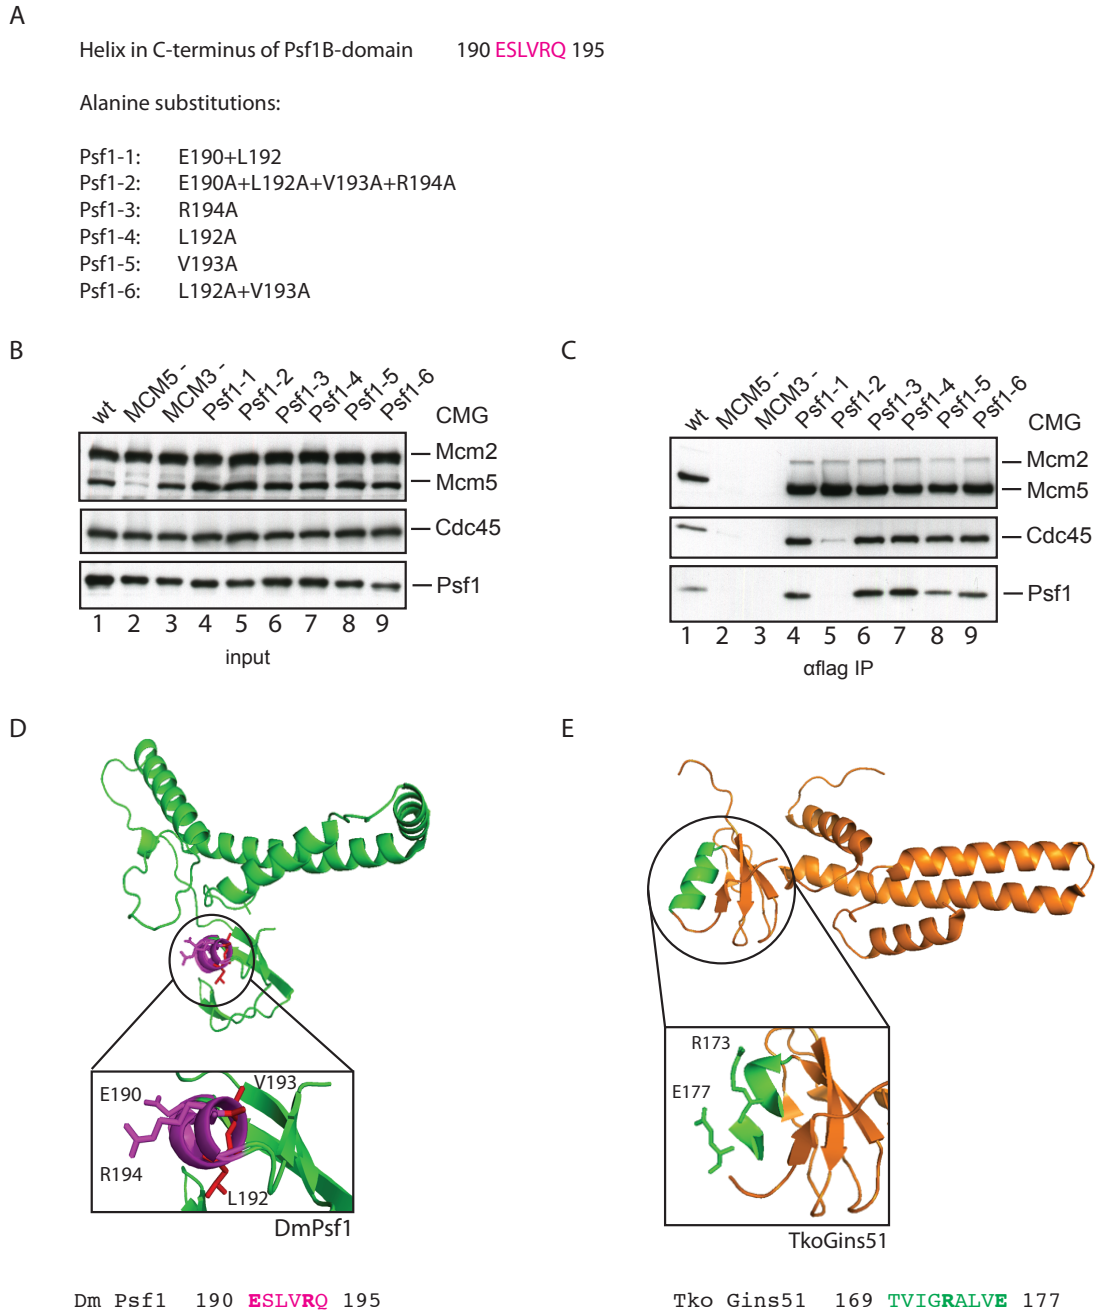 A
Helix in C-terminus of Psf1B-domain 190 ESLVRQ 195
Alanine substitutions:
Psf1-1: E190+L192
Psf1-2: E190A+L192A+V193A+R194A
Psf1-3: R194A
Psf1-4: L192A
Psf1-5: V193A
Psf1-6: L192A+V193A
B
wt MCM5 - MCM3 - Psf1-1 Psf1-2 Psf1-3 Psf1-4 Psf1-5 Psf1-6
CMG
Mcm2
Mcm5
Cdc45
Psf1
1 2 3 4 5 6 7 8 9
input
C
wt MCM5 - MCM3 - Psf1-1 Psf1-2 Psf1-3 Psf1-4 Psf1-5 Psf1-6
CMG
Mcm2
Mcm5
Cdc45
Psf1
1 2 3 4 5 6 7 8 9
αflag IP
D
E190
V193
R194
L192
DmPsf1
Dm Psf1 190 ESLVRQ 195
E
R173
E177
TkoGins51
Tko Gins51 169 TVIGRALVE 177